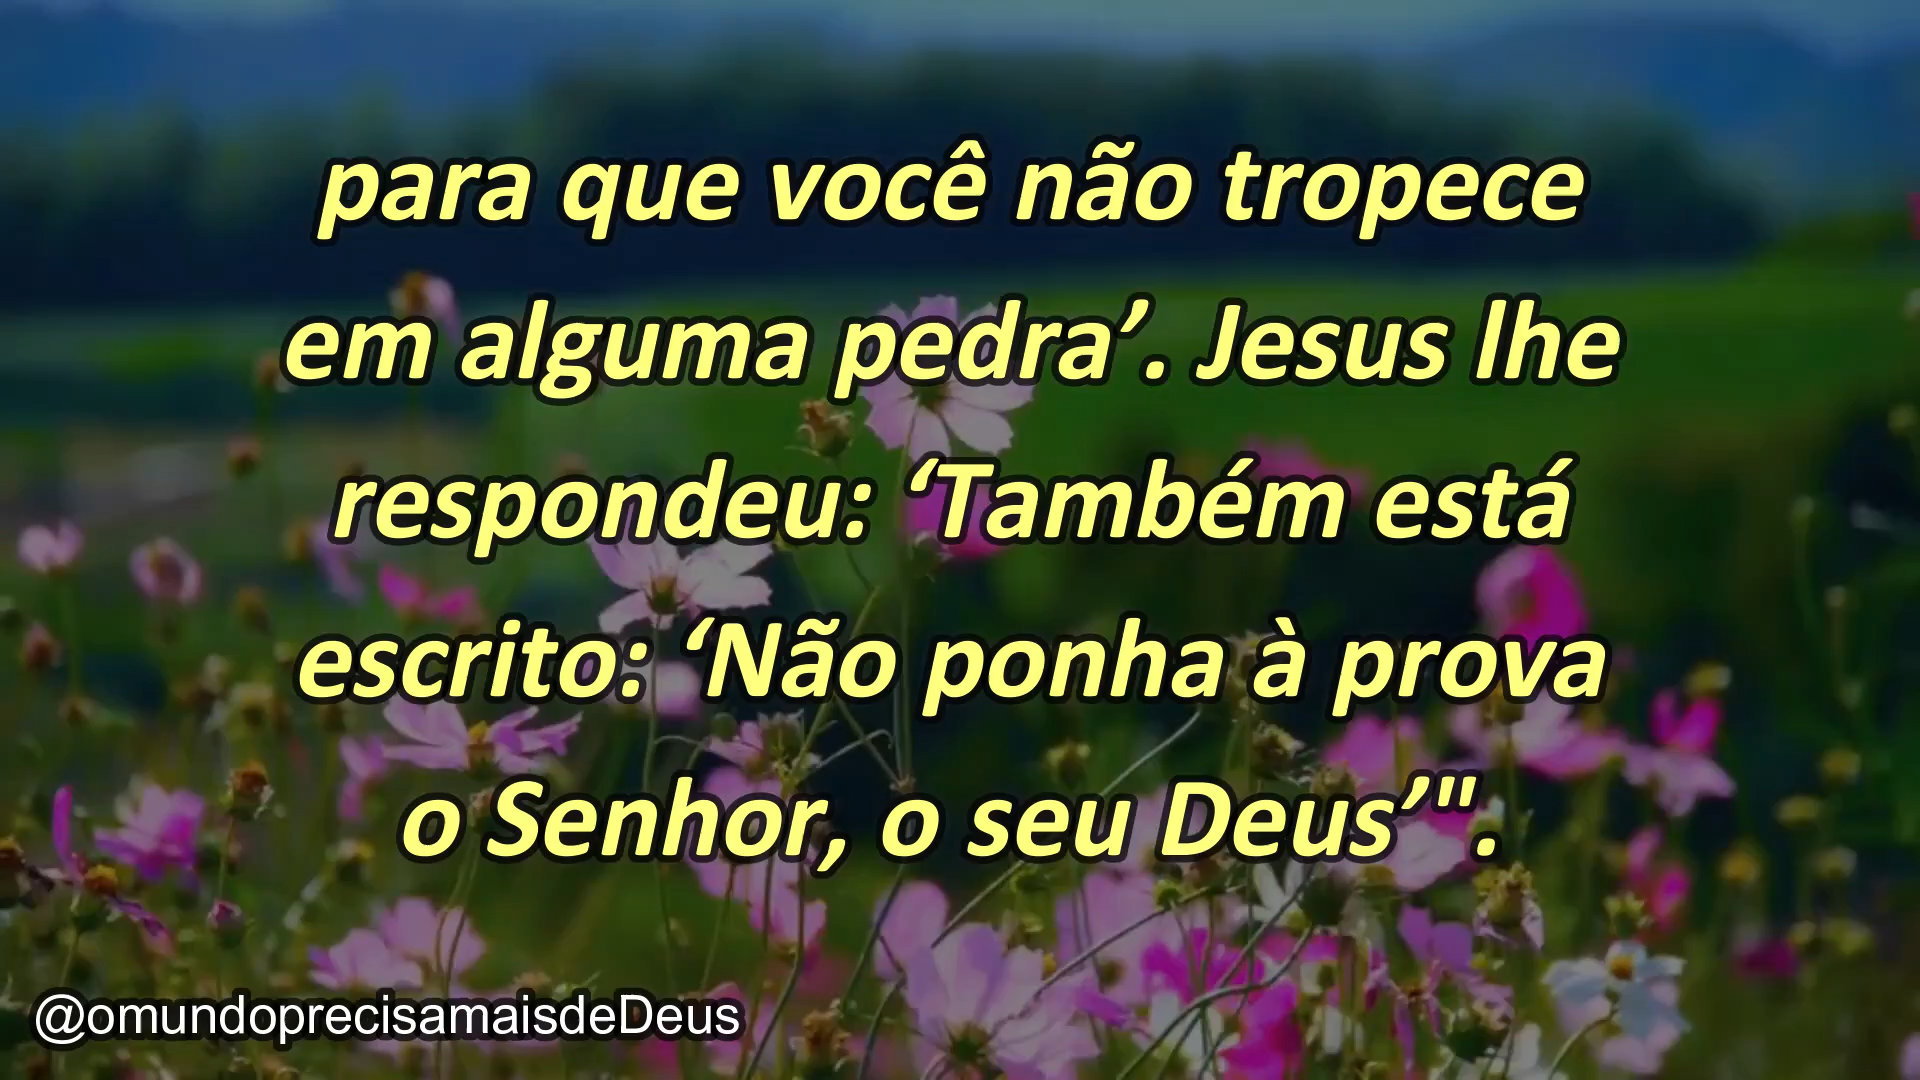 para que você não tropece
em alguma pedra’. Jesus lhe
respondeu: ‘Também está
escrito: ‘Não ponha à prova
o Senhor, o seu Deus’".
@omundoprecisamaisdeDeus